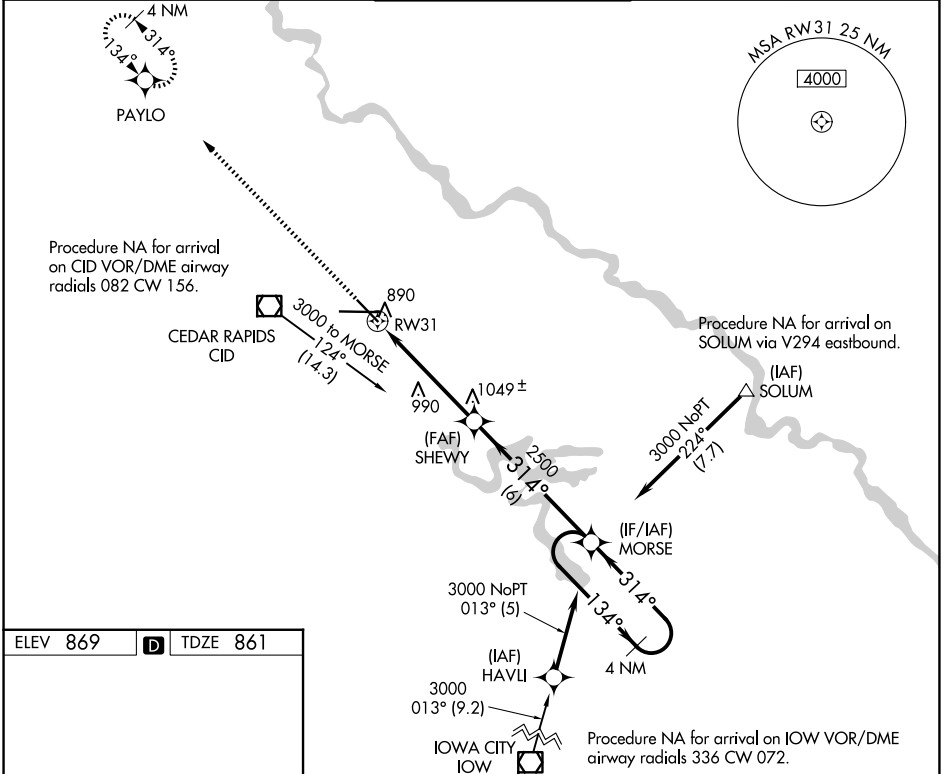 4 NM
314°
134°
PAYLO
MSA RW31 25 NM
4000
Procedure NA for arrival
on CID VOR/DME airway
radials 082 CW 156.
CEDAR RAPIDS
CID
3000 to MORSE
124°
(14.3)
890
RW31
990
1049±
(FAF)
SHEWY
2500
314°
(6)
Procedure NA for arrival on
SOLUM via V294 eastbound.
(IAF)
SOLUM
3000 NoPT
224°
(7.7)
(IF/IAF)
MORSE
314°
134°
4 NM
3000 NoPT
013° (5)
(IAF)
HAVLI
3000
013° (9.2)
IOWA CITY
IOW
Procedure NA for arrival on IOW VOR/DME
airway radials 336 CW 072.
ELEV 869 D TDZE 861